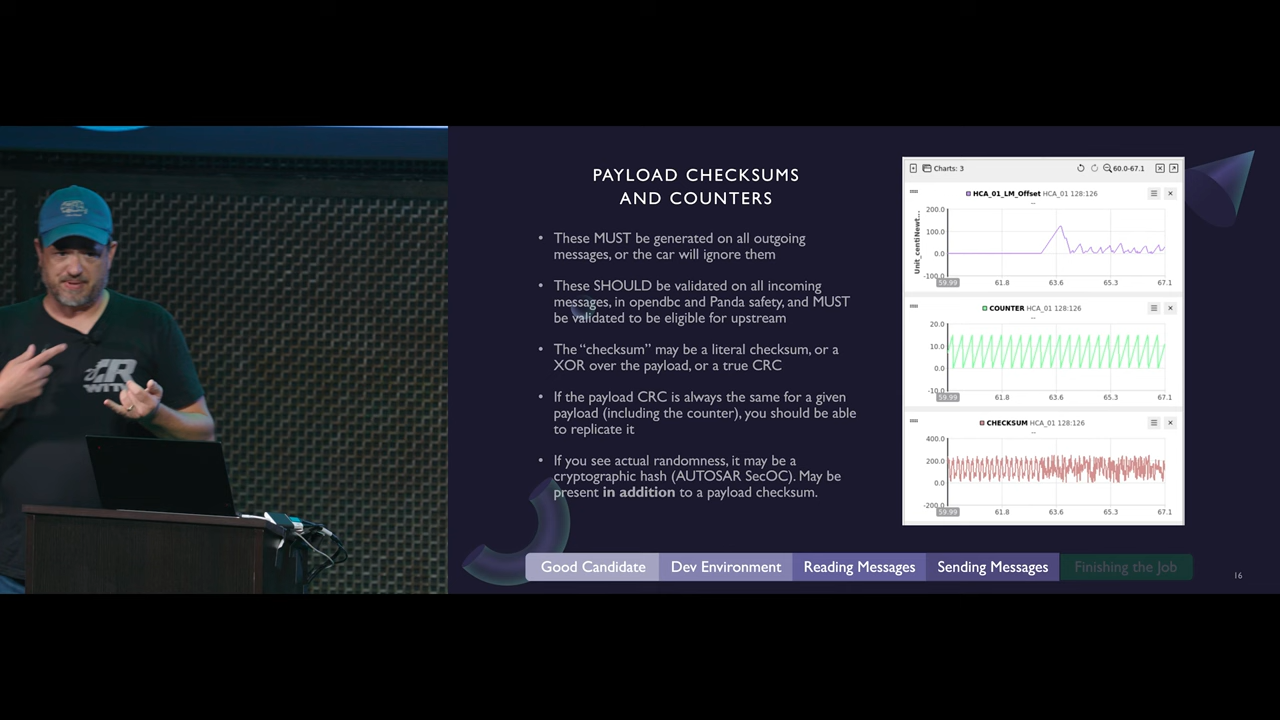 PAYLOAD CHECKSUMS
AND COUNTERS
• These MUST be generated on all outgoing
messages, or the car will ignore them
• These SHOULD be validated on all incoming
messages, in opendbc and Panda safety, and MUST
be validated to be eligible for upstream
• The “checksum” may be a literal checksum, or a
XOR over the payload, or a true CRC
• If the payload CRC is always the same for a given
payload (including the counter), you should be able
to replicate it
• If you see actual randomness, it may be a
cryptographic hash (AUTOSAR SecOC). May be
present in addition to a payload checksum.
Charts: 3
60.0-67.1
HCA_01_LM_Offset HCA_01 128:126
Unit_centiNewt...
200.0
100.0
0.0
-100.0
59.99 61.8 63.6 65.4 67.1
COUNTER HCA_01 128:126
20.0
10.0
0.0
-10.0
59.99 61.8 63.6 65.4 67.1
CHECKSUM HCA_01 128:126
400.0
200.0
0.0
-200.0
59.99 61.8 63.6 65.4 67.1
Good Candidate
Dev Environment
Reading Messages
Sending Messages
Finishing the Job
16